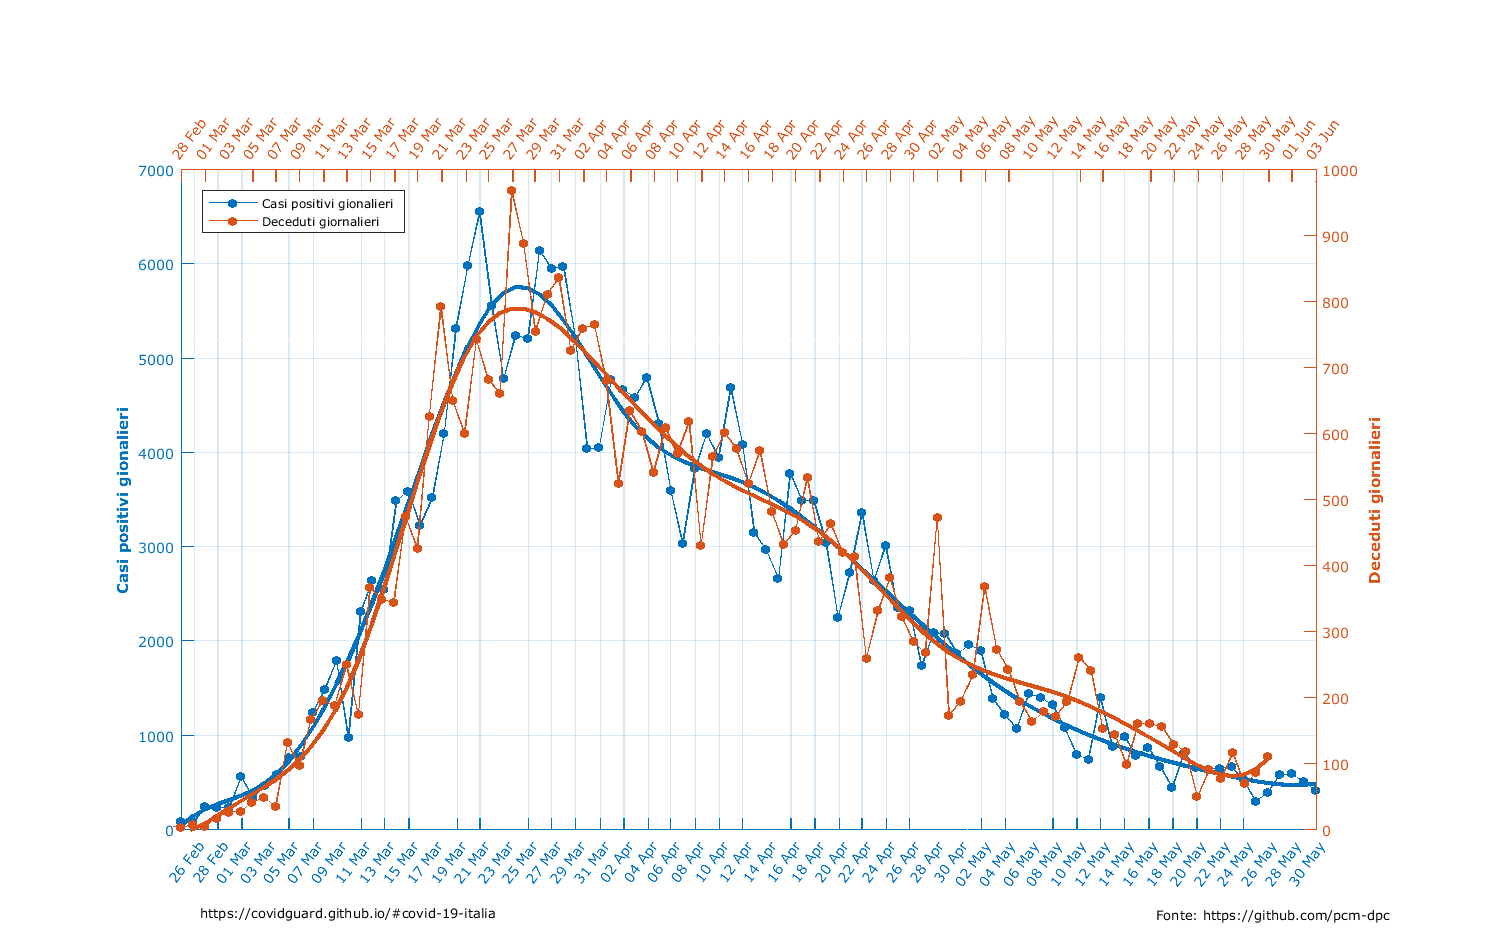 28 Feb
01 Mar
03 Mar
05 Mar
07 Mar
09 Mar
11 Mar
13 Mar
15 Mar
17 Mar
19 Mar
21 Mar
23 Mar
25 Mar
27 Mar
29 Mar
31 Mar
02 Apr
04 Apr
06 Apr
08 Apr
10 Apr
12 Apr
14 Apr
16 Apr
18 Apr
20 Apr
22 Apr
24 Apr
26 Apr
28 Apr
30 Apr
02 May
04 May
06 May
08 May
10 May
12 May
14 May
16 May
18 May
20 May
22 May
24 May
26 May
28 May
30 May
01 Jun
03 Jun
7000
6000
5000
4000
3000
2000
1000
0
Casi positivi gionalieri
Casi positivi gionalieri
Deceduti giornalieri
1000
900
800
700
600
500
400
300
200
100
0
Deceduti giornalieri
26 Feb
28 Feb
01 Mar
03 Mar
05 Mar
07 Mar
09 Mar
11 Mar
13 Mar
15 Mar
17 Mar
19 Mar
21 Mar
23 Mar
25 Mar
27 Mar
29 Mar
31 Mar
02 Apr
04 Apr
06 Apr
08 Apr
10 Apr
12 Apr
14 Apr
16 Apr
18 Apr
20 Apr
22 Apr
24 Apr
26 Apr
28 Apr
30 Apr
02 May
04 May
06 May
08 May
10 May
12 May
14 May
16 May
18 May
20 May
22 May
24 May
26 May
28 May
30 May
https://covidguard.github.io/#covid-19-italia
Fonte: https://github.com/pcm-dpc